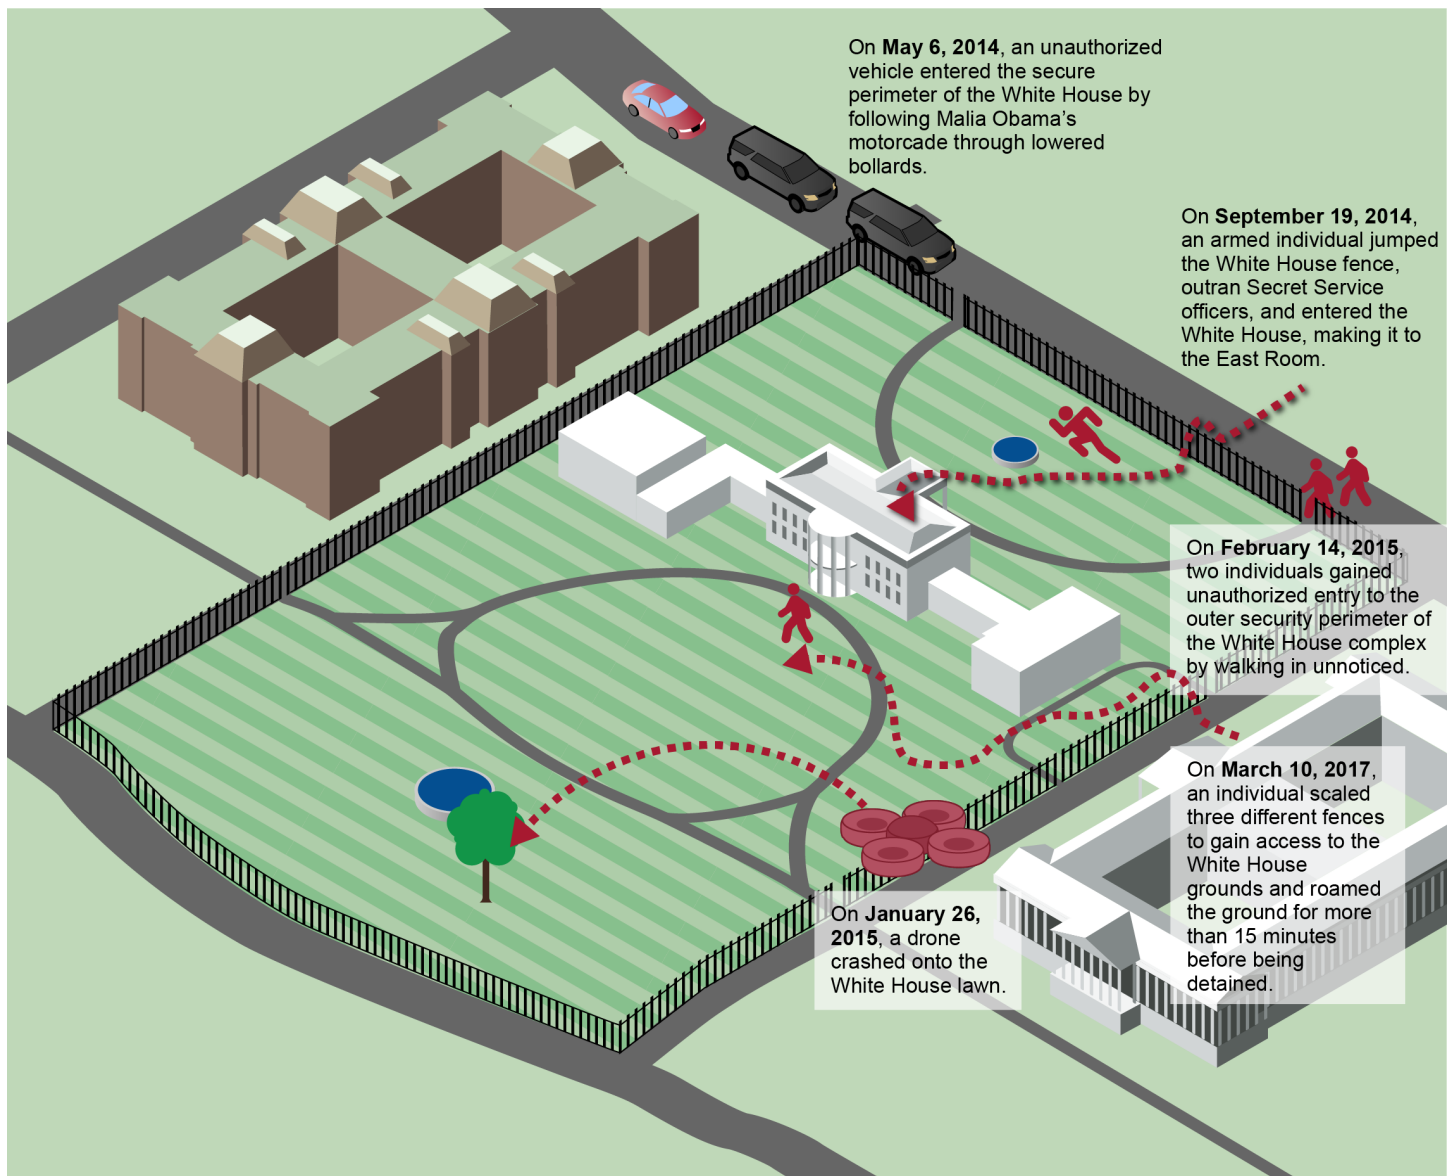 On May 6, 2014, an unauthorized
vehicle entered the secure
perimeter of the White House by
following Malia Obama’s
motorcade through lowered
bollards.
On September 19, 2014,
an armed individual jumped
the White House fence,
outran Secret Service
officers, and entered the
White House, making it to
the East Room.
On February 14, 2015,
two individuals gained
unauthorized entry to the
outer security perimeter of
the White House complex
by walking in unnoticed.
On March 10, 2017,
an individual scaled
three different fences
to gain access to the
White House
grounds and roamed
the ground for more
than 15 minutes
before being
detained.
On January 26,
2015, a drone
crashed onto the
White House lawn.